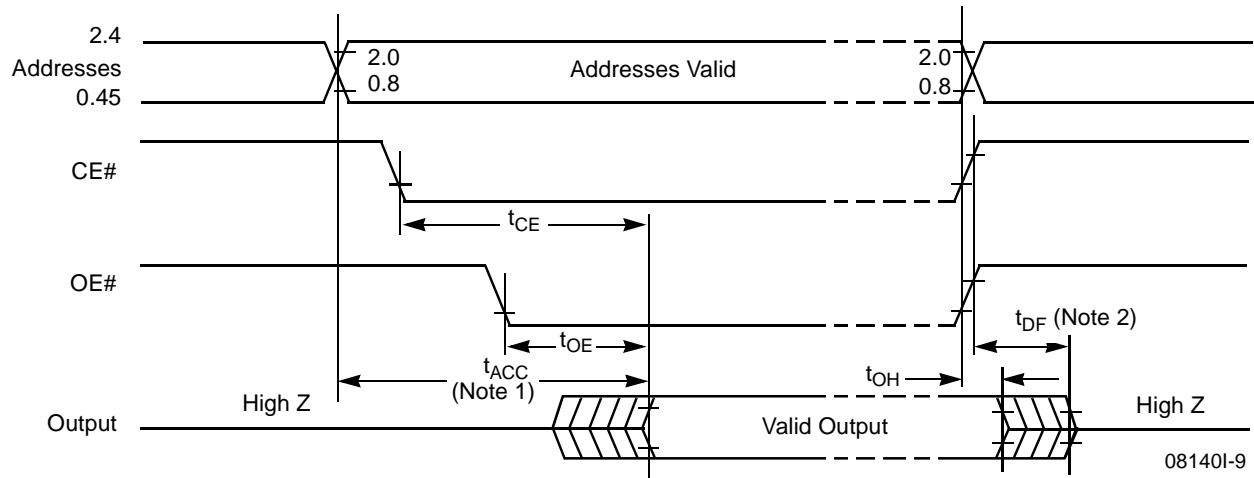 2.4
Addresses
0.45
2.0
0.8
Addresses Valid
2.0
0.8
CE#
tCE
OE#
tOE
tDF (Note 2)
tACC
(Note 1)
tOH
High Z
Output
Valid Output
High Z
08140I-9